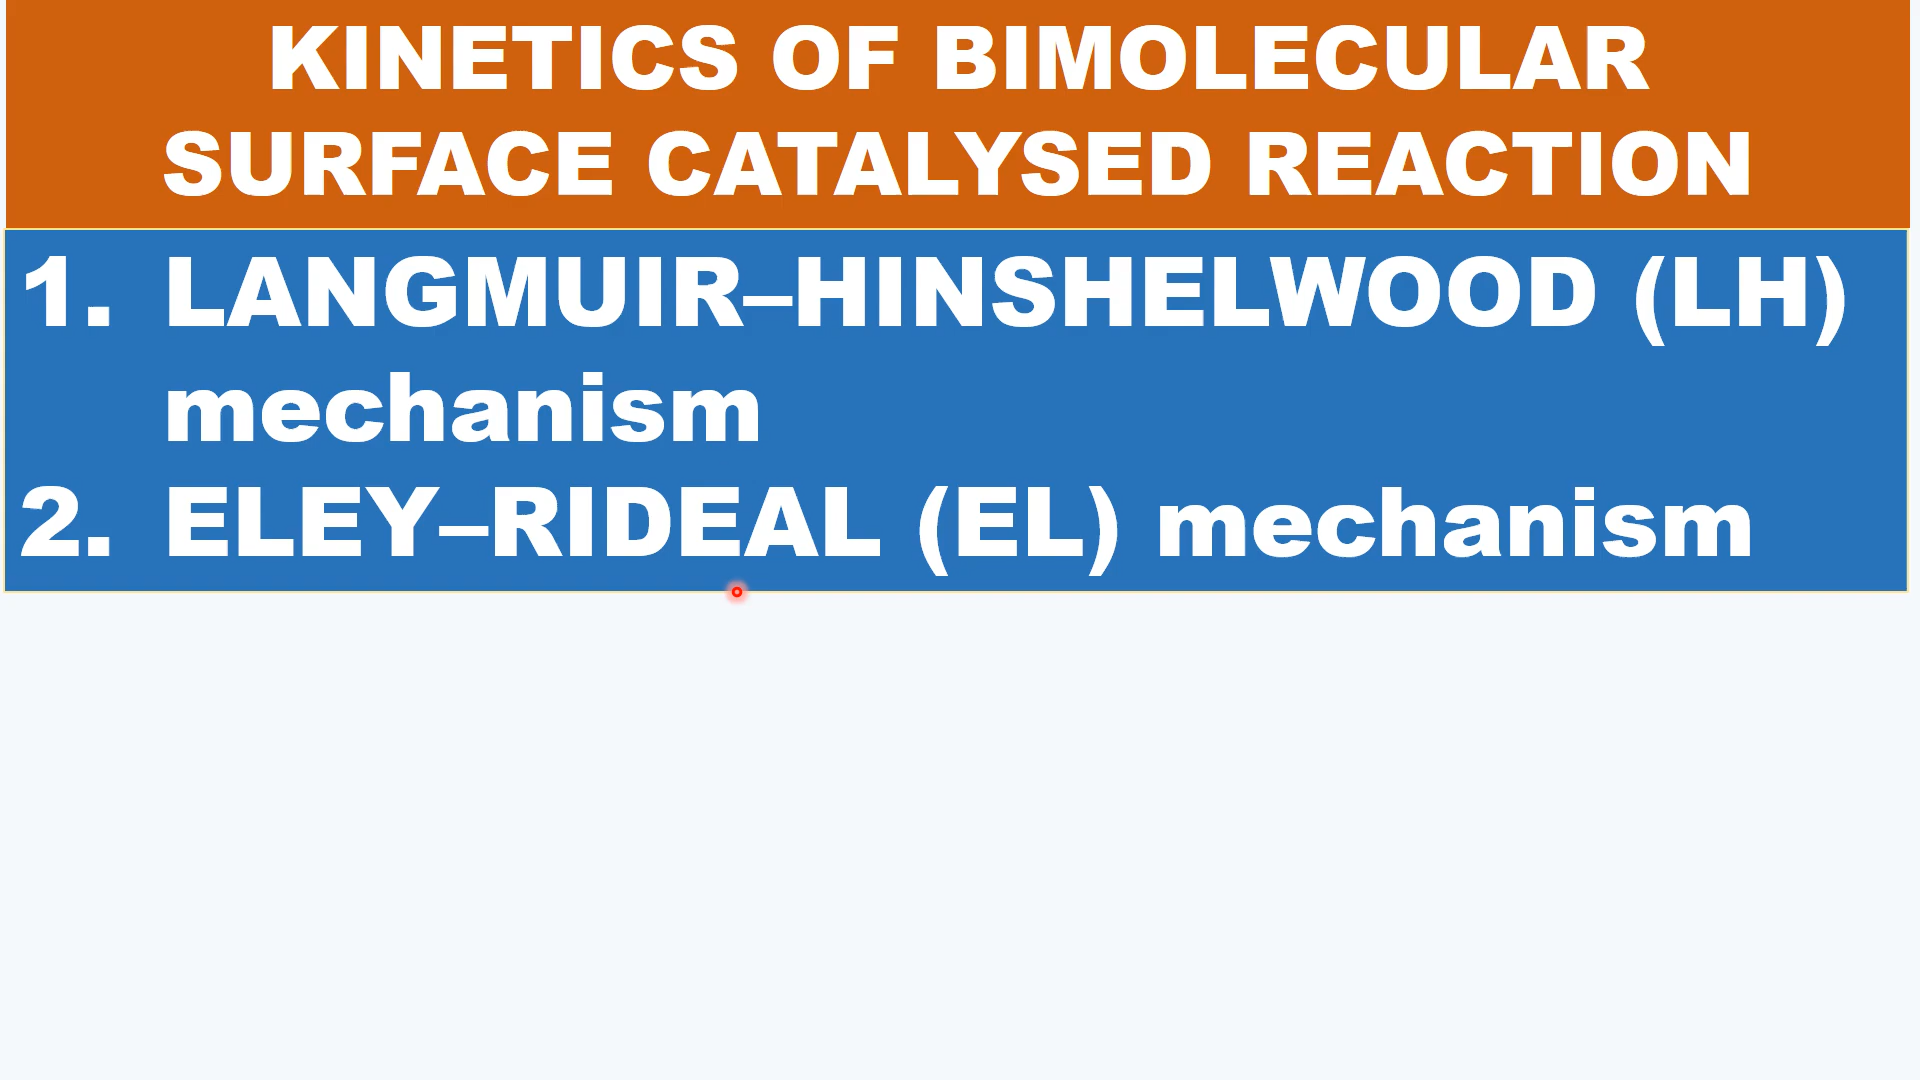 KINETICS OF BIMOLECULAR
SURFACE CATALYSED REACTION
1. LANGMUIR–HINSHELWOOD (LH)
mechanism
2. ELEY–RIDEAL (EL) mechanism